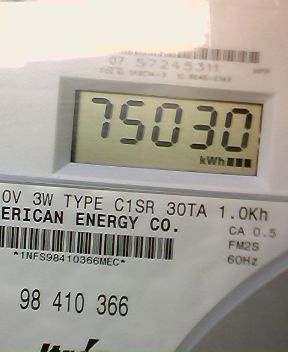 07 57245311
75030
kWh
0V 3W TYPE C1SR 30TA 1.0Kh
ERICAN ENERGY CO.
CA 0.5
FM2S
*1NFS98410366MEC*
60Hz
98 410 366